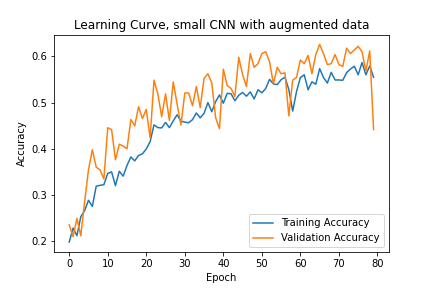 Learning Curve, small CNN with augmented data
Accuracy
0.6
0.5
0.4
0.3
0.2
0 10 20 30 40 50 60 70 80
Epoch
Training Accuracy
Validation Accuracy